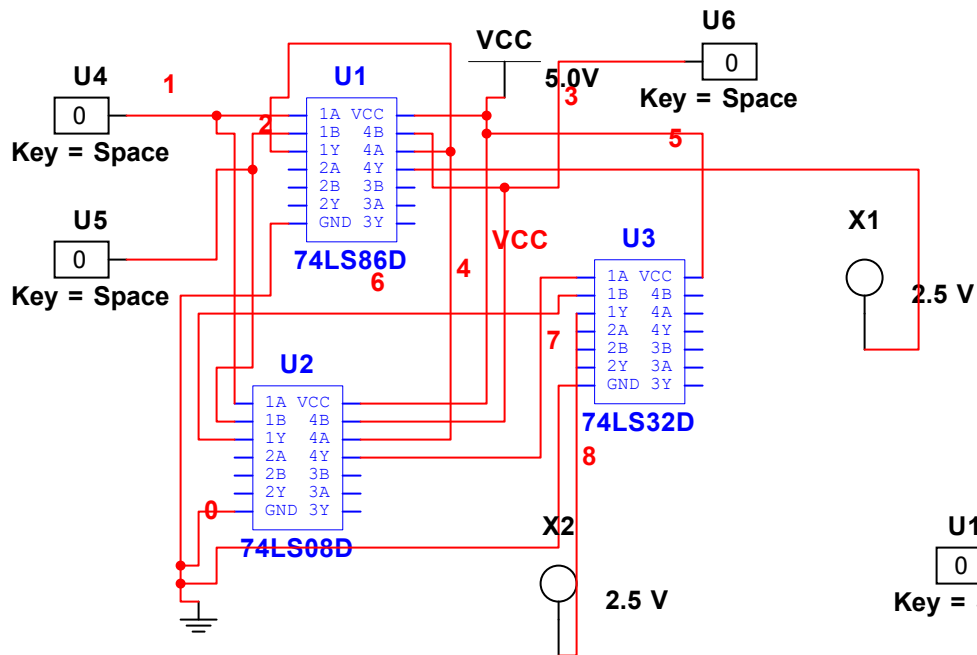 U4
0
Key = Space
1
U5
0
Key = Space
2
U1
1A VCC
1B 4B
1Y 4A
2A 4Y
2B 3B
2Y 3A
GND 3Y
74LS86D
VCC
5.0V
3
U6
0
Key = Space
5
VCC
6
4
U3
1A VCC
1B 4B
1Y 4A
2A 4Y
2B 3B
2Y 3A
GND 3Y
74LS32D
X1
2.5 V
7
U2
1A VCC
1B 4B
1Y 4A
2A 4Y
2B 3B
2Y 3A
GND 3Y
74LS08D
0
8
X2
2.5 V
U1
0
Key =